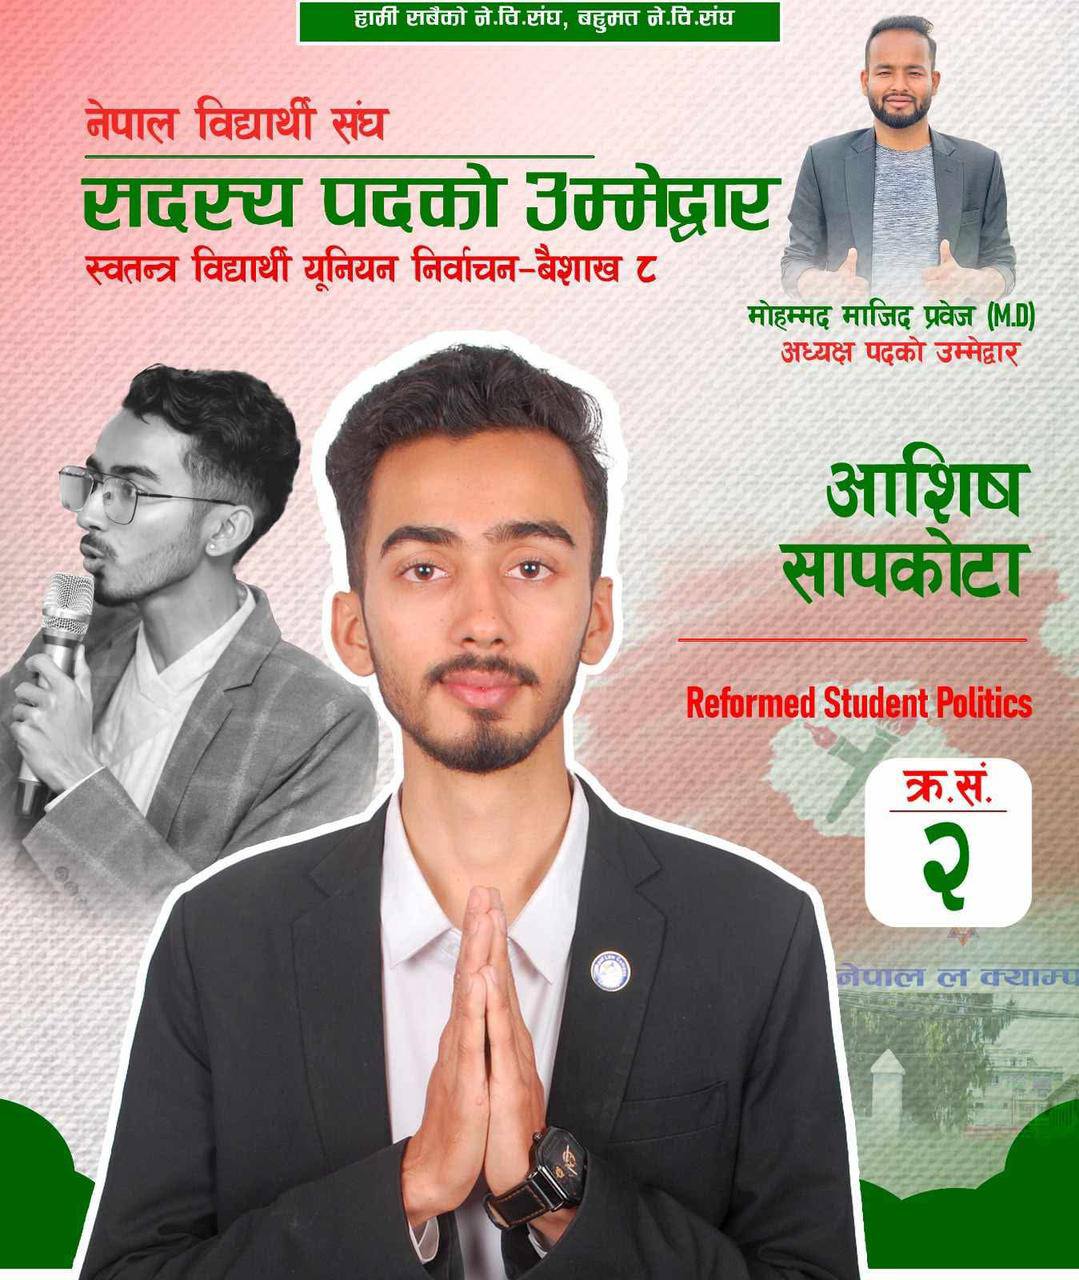 हामी सबैको ने.वि.संघ, बहुमत ने.वि.संघ
नेपाल विद्यार्थी संघ
सदस्य पदको उम्मेद्वार
स्वतन्त्र विद्यार्थी यूनियन निर्वाचन-बैशाख ८
मोहम्मद माजिद प्रवेज (M.D)
अध्यक्ष पदको उम्मेद्वार
आशिष
सापकोटा
Reformed Student Politics
क्र.सं.
२
नेपाल ल क्याम्प